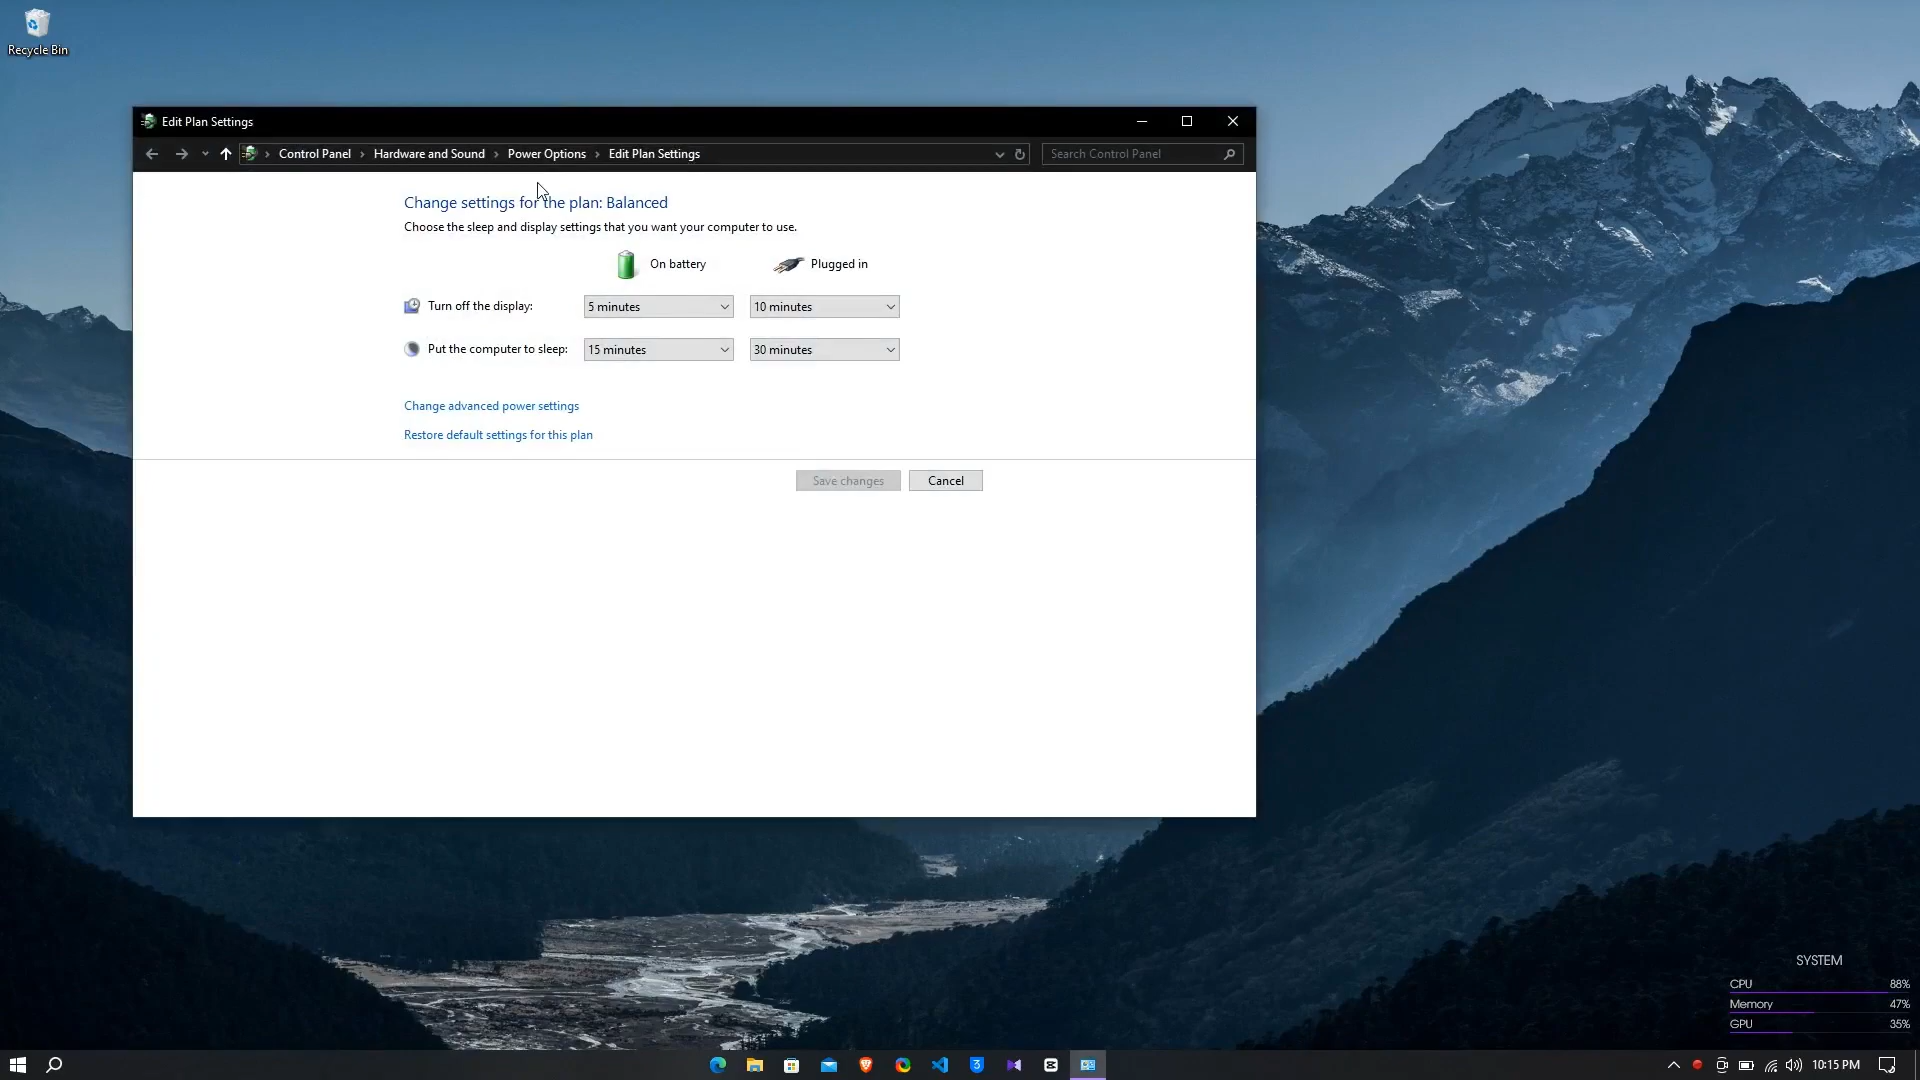 Recycle Bin
Edit Plan Settings
Control Panel > Hardware and Sound > Power Options > Edit Plan Settings
Search Control Panel
Change settings for the plan: Balanced
Choose the sleep and display settings that you want your computer to use.
On battery Plugged in
Turn off the display: 5 minutes 10 minutes
Put the computer to sleep: 15 minutes 30 minutes
Change advanced power settings
Restore default settings for this plan
Save changes Cancel
SYSTEM
CPU 88%
Memory 47%
GPU 35%
10:15 PM